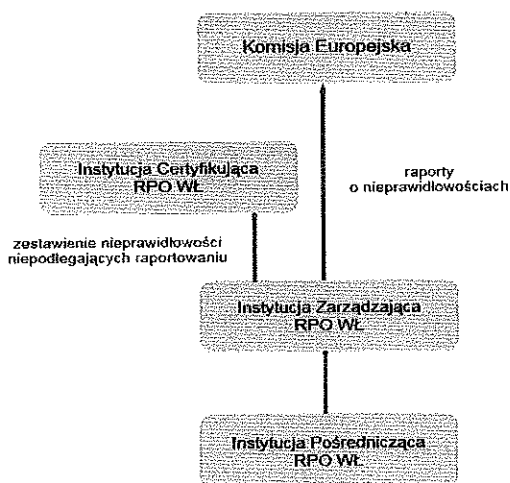 Komisja Europejska
Instytucja Certyfikująca
RPO WŁ
raporty
o nieprawidłowościach
zestawienie nieprawidłowości
niepodlegających raportowaniu
Instytucja Zarządzająca
RPO WŁ
Instytucja Pośrednicząca
RPO WŁ